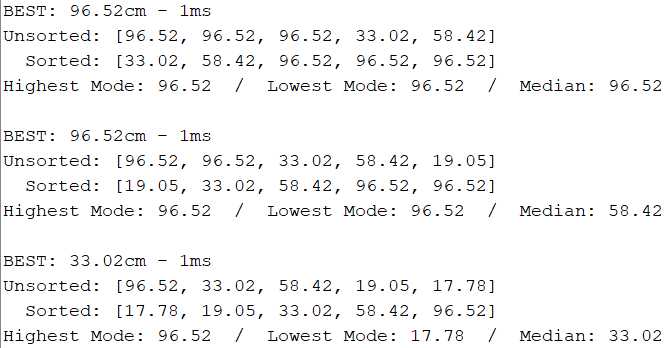 BEST: 96.52cm - 1ms
Unsorted: [96.52, 96.52, 96.52, 33.02, 58.42]
  Sorted: [33.02, 58.42, 96.52, 96.52, 96.52]
Highest Mode: 96.52  /  Lowest Mode: 96.52  /  Median: 96.52

BEST: 96.52cm - 1ms
Unsorted: [96.52, 96.52, 33.02, 58.42, 19.05]
  Sorted: [19.05, 33.02, 58.42, 96.52, 96.52]
Highest Mode: 96.52  /  Lowest Mode: 96.52  /  Median: 58.42

BEST: 33.02cm - 1ms
Unsorted: [96.52, 33.02, 58.42, 19.05, 17.78]
  Sorted: [17.78, 19.05, 33.02, 58.42, 96.52]
Highest Mode: 96.52  /  Lowest Mode: 17.78  /  Median: 33.02